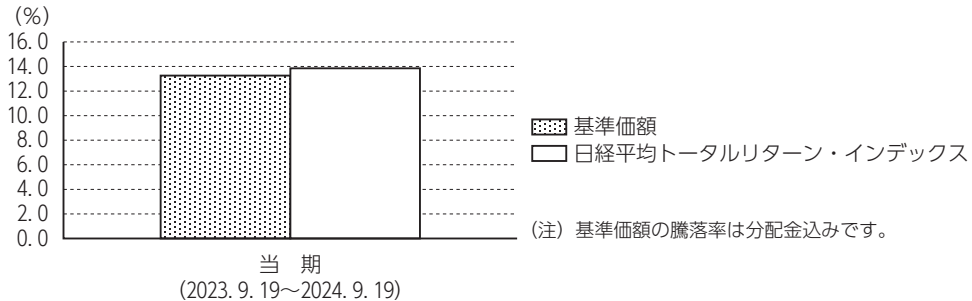 (%)
16.0
14.0
12.0
10.0
8.0
6.0
4.0
2.0
0.0
基準価額
日経平均トータルリターン・インデックス
(注) 基準価額の騰落率は分配金込みです。
当 期
(2023.9.19～2024.9.19)